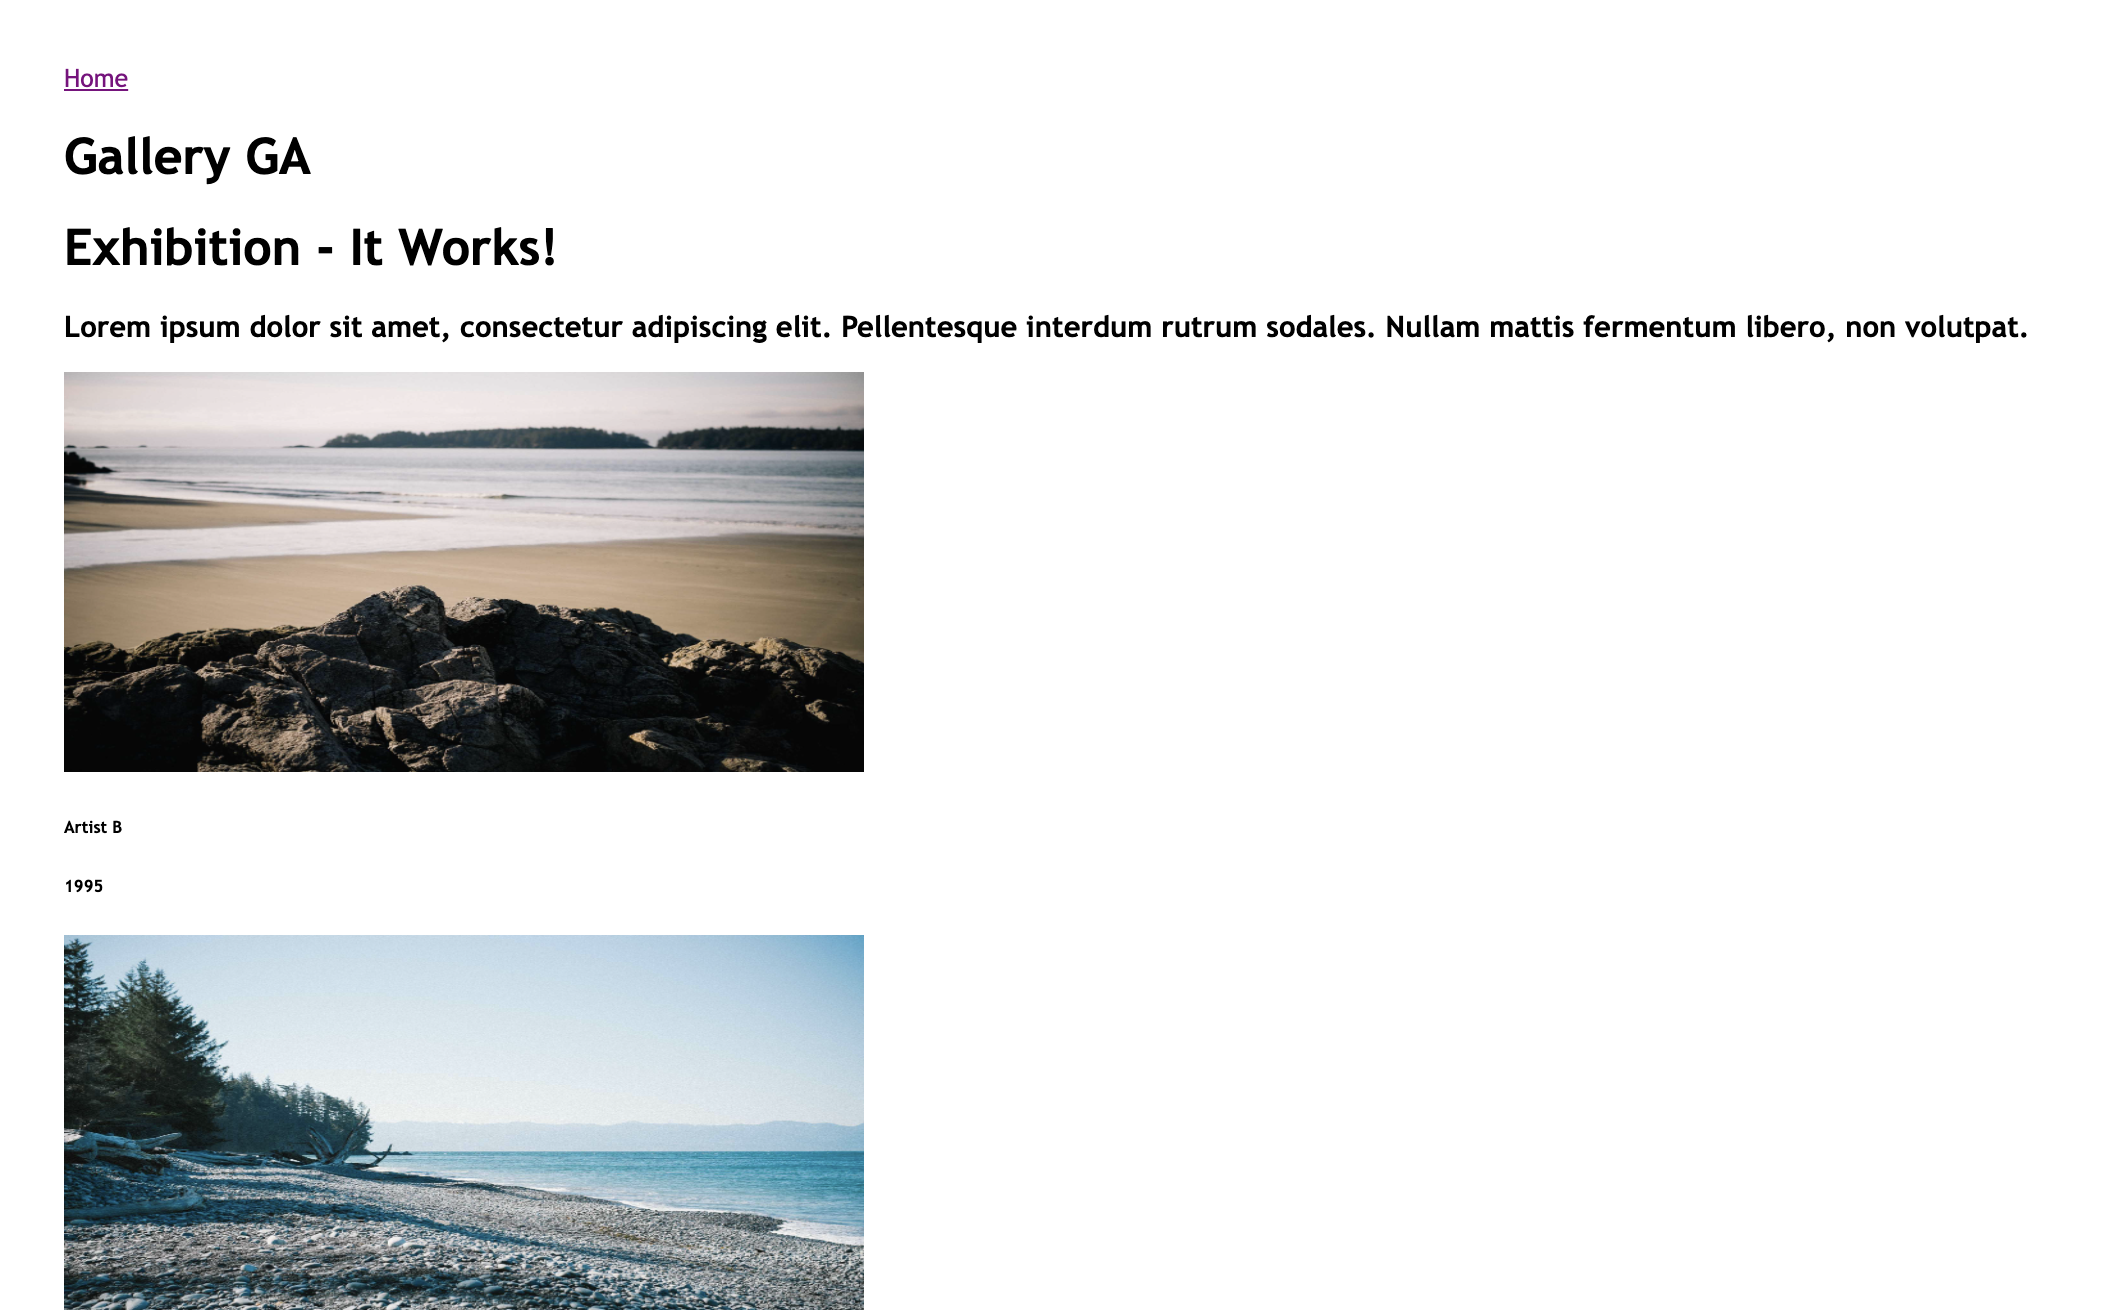 Home
Gallery GA
Exhibition - It Works!
Lorem ipsum dolor sit amet, consectetur adipiscing elit. Pellentesque interdum rutrum sodales. Nullam mattis fermentum libero, non volutpat.
Artist B
1995